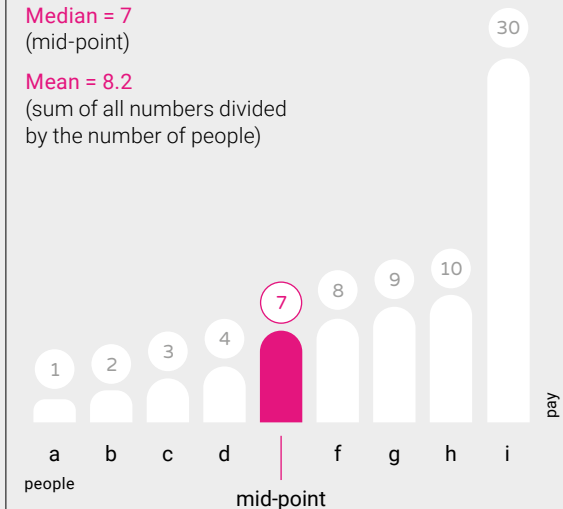 Median = 7
(mid-point)
Mean = 8.2
(sum of all numbers divided
by the number of people)
30
10
9
8
7
4
3
2
1
pay
a b c d f g h i
people
mid-point